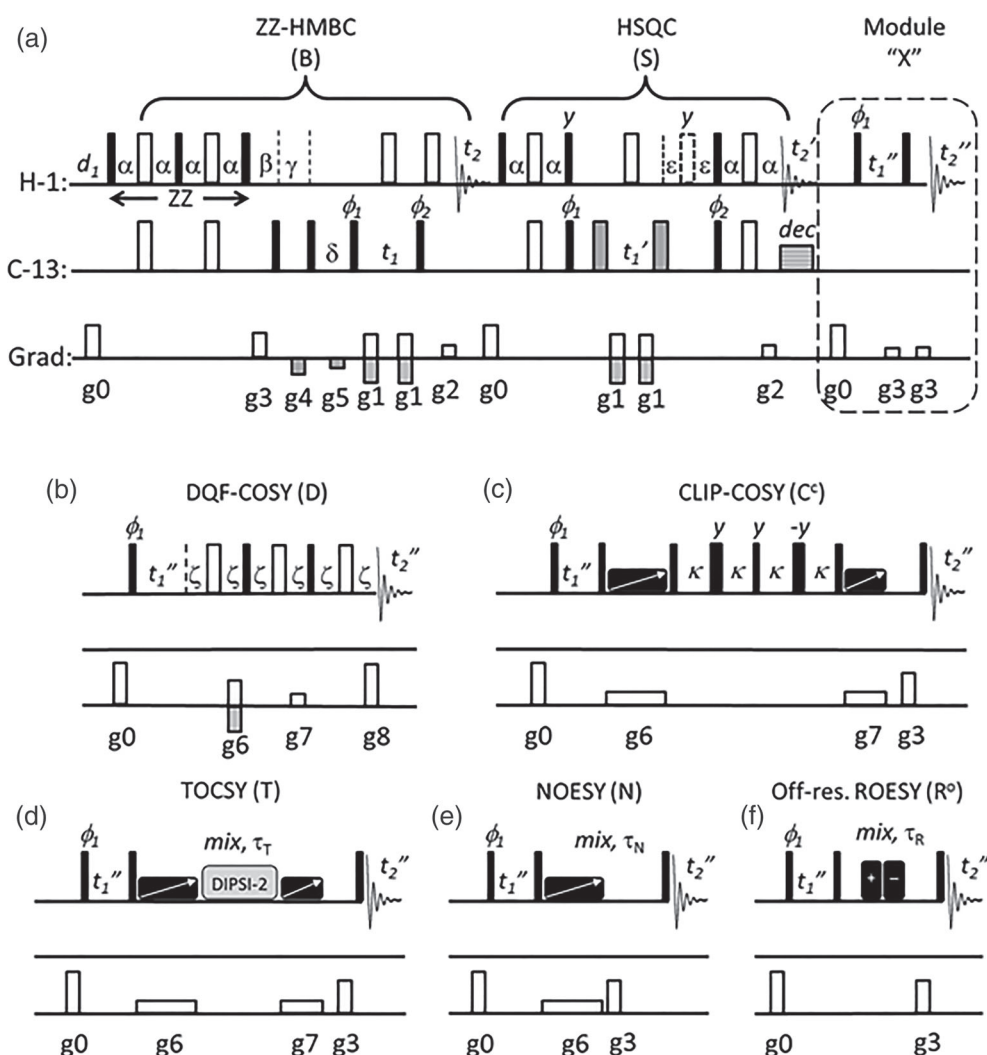 (a)
ZZ-HMBC HSQC Module
(B) (S) "X"
y y ϕ1
d1 α α α α β γ t2 α α ε ε α α t2' t1'' t2''
H-1:
ZZ
ϕ1 ϕ2 ϕ1 ϕ2 dec
C-13: δ t1 t1'
Grad:
g0 g3 g4 g5 g1 g1 g2 g0 g1 g1 g2 g0 g3 g3
(b) DQF-COSY (D)
ϕ1
t1'' ζ ζ ζ ζ ζ ζ t2''
g0 g6 g7 g8
(c) CLIP-COSY (Cc)
ϕ1 y y -y
t1'' κ κ κ κ t2''
g0 g6 g7 g3
(d) TOCSY (T)
ϕ1 mix, τT
t1'' DIPSI-2 t2''
g0 g6 g7 g3
(e) NOESY (N)
ϕ1 mix, τN
t1'' t2''
g0 g6 g3
(f) Off-res. ROESY (Ro)
ϕ1 mix, τR
t1'' + − t2''
g0 g3